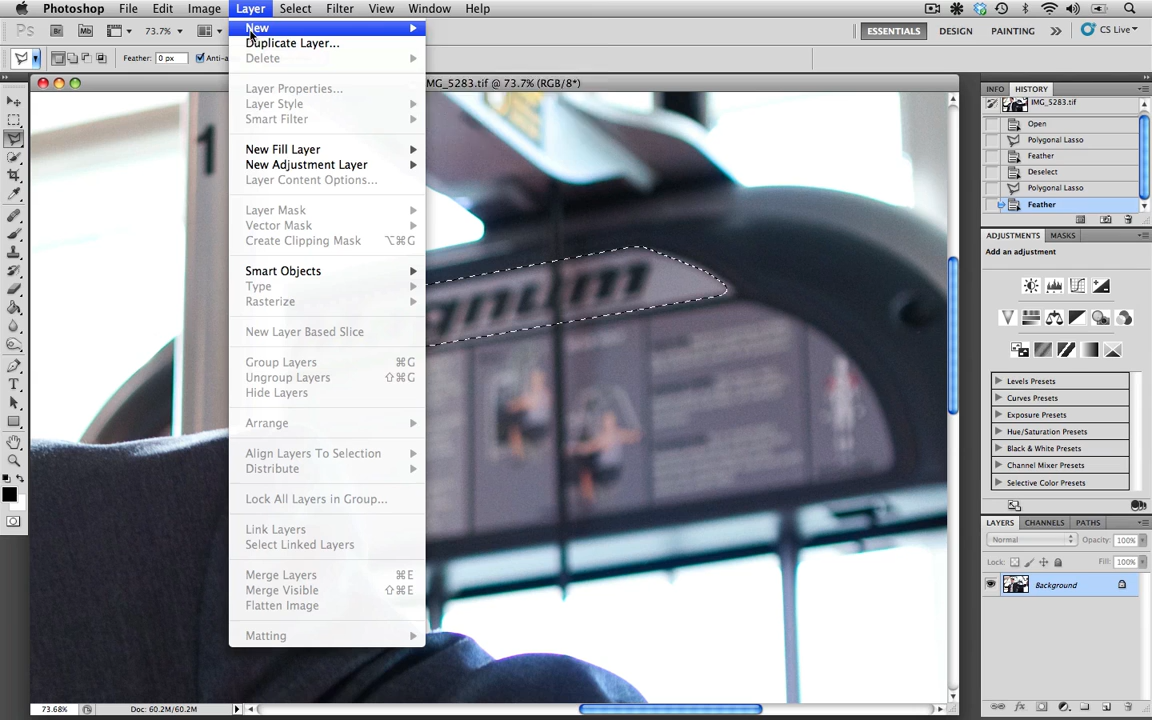 Photoshop File Edit Image Layer Select Filter View Window Help
Ps Br Mb 73.7% ESSENTIALS DESIGN PAINTING CS Live
Feather: 0 px Anti-a
IMG_5283.tif @ 73.7% (RGB/8*)
New
Duplicate Layer...
Delete
Layer Properties...
Layer Style
Smart Filter
New Fill Layer
New Adjustment Layer
Layer Content Options...
Layer Mask
Vector Mask
Create Clipping Mask ⌥⌘G
Smart Objects
Type
Rasterize
New Layer Based Slice
Group Layers ⌘G
Ungroup Layers ⇧⌘G
Hide Layers
Arrange
Align Layers To Selection
Distribute
Lock All Layers in Group...
Link Layers
Select Linked Layers
Merge Layers ⌘E
Merge Visible ⇧⌘E
Flatten Image
Matting
1
gnum
INFO HISTORY
IMG_5283.tif
Open
Polygonal Lasso
Feather
Deselect
Polygonal Lasso
Feather
ADJUSTMENTS MASKS
Add an adjustment
Levels Presets
Curves Presets
Exposure Presets
Hue/Saturation Presets
Black & White Presets
Channel Mixer Presets
Selective Color Presets
LAYERS CHANNELS PATHS
Normal Opacity: 100%
Lock: Fill: 100%
Background
73.68% Doc: 60.2M/60.2M